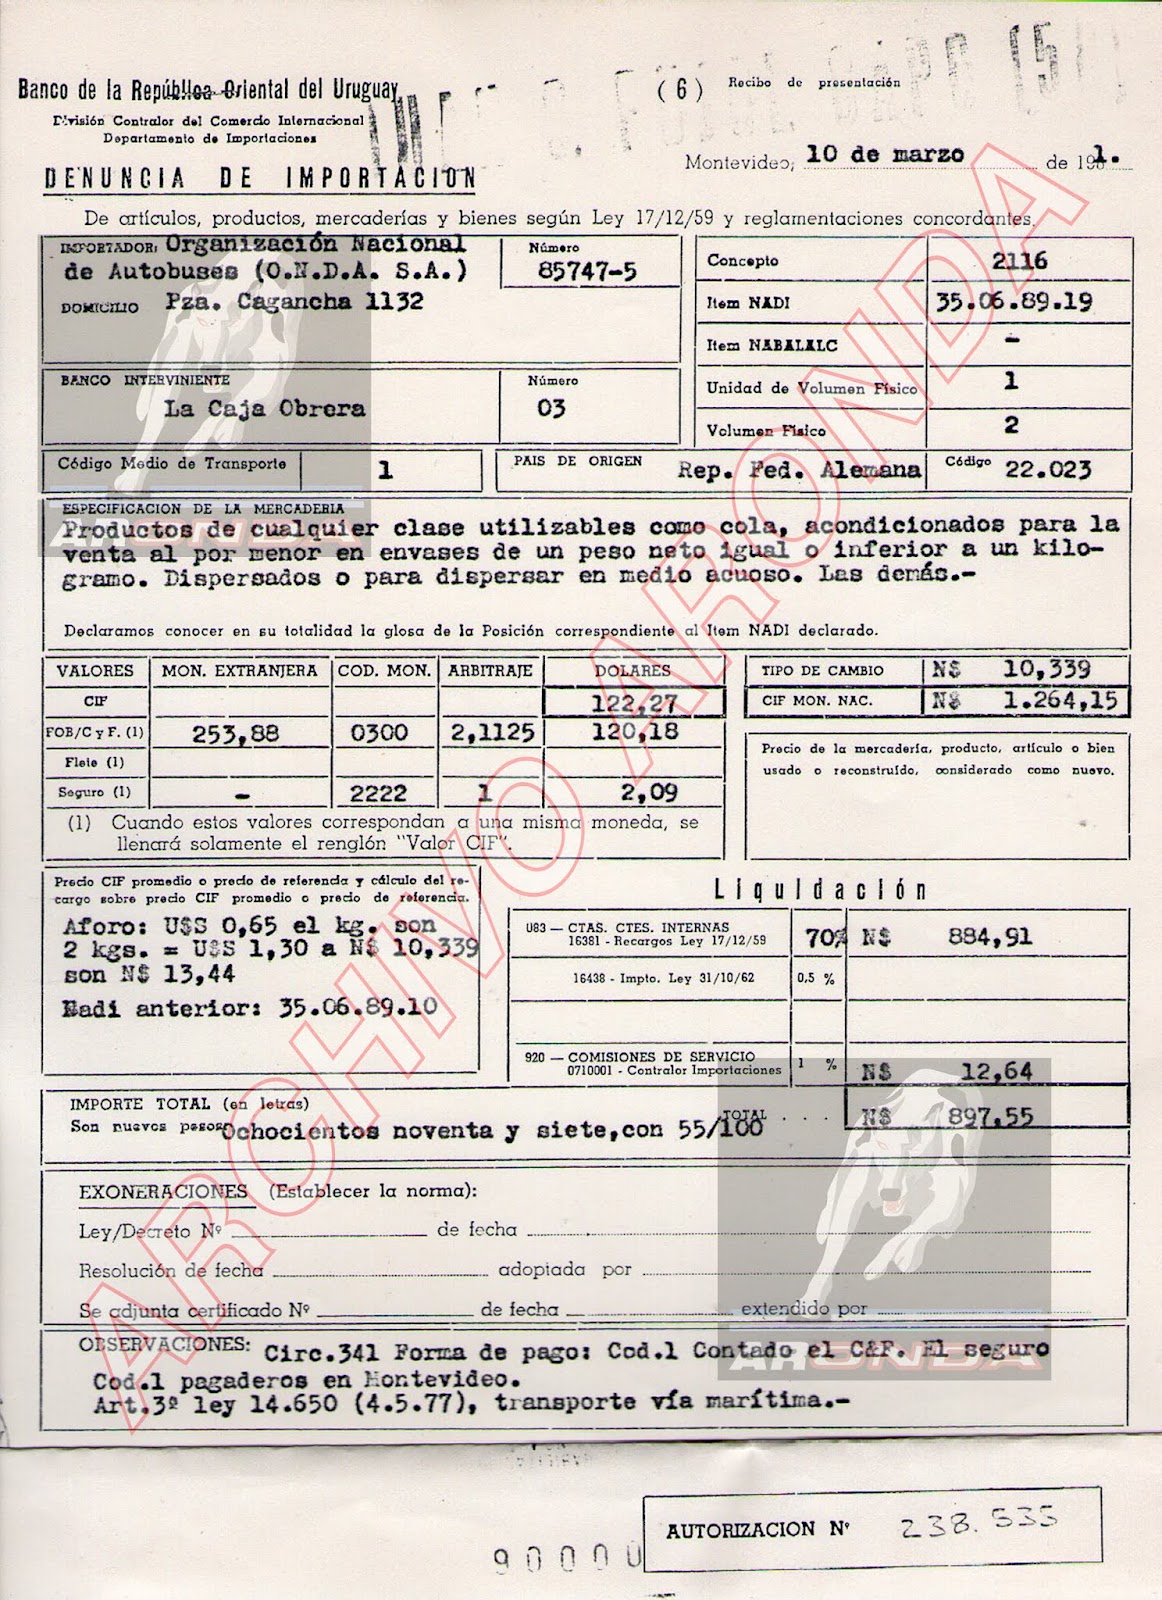 Banco de la República Oriental del Uruguay
División Contralor del Comercio Internacional
Departamento de Importaciones
(6) Recibo de presentación
DENUNCIA DE IMPORTACION
Montevideo, 10 de marzo de 1981.
De artículos, productos, mercaderías y bienes según Ley 17/12/59 y reglamentaciones concordantes.
IMPORTADOR: Organización Nacional
de Autobuses (O.N.D.A. S.A.)
Número
85747-5
DOMICILIO Pza. Cagancha 1132
Concepto 2116
Item NADI 35.06.89.19
Item NABALALC -
Unidad de Volumen Físico 1
Volumen Físico 2
BANCO INTERVINIENTE
La Caja Obrera
Número
03
Código Medio de Transporte 1
PAIS DE ORIGEN Rep. Fed. Alemana Código 22.023
ESPECIFICACION DE LA MERCADERIA
Productos de cualquier clase utilizables como cola, acondicionados para la
venta al por menor en envases de un peso neto igual o inferior a un kilo-
gramo. Dispersados o para dispersar en medio acuoso. Las demás.-
Declaramos conocer en su totalidad la glosa de la Posición correspondiente al Item NADI declarado.
VALORES MON. EXTRANJERA COD. MON. ARBITRAJE DOLARES
CIF 122,27
FOB/C y F. (1) 253,88 0300 2,1125 120,18
Flete (1)
Seguro (1) - 2222 1 2,09
(1) Cuando estos valores correspondan a una misma moneda, se
llenará solamente el renglón "Valor CIF".
TIPO DE CAMBIO N$ 10,339
CIF MON. NAC. N$ 1.264,15
Precio de la mercadería, producto, artículo o bien
usado o reconstruído, considerado como nuevo.
Precio CIF promedio o precio de referencia y cálculo del re-
cargo sobre precio CIF promedio o precio de referencia.
Aforo: U$S 0,65 el kg. son
2 kgs. = U$S 1,30 a N$ 10,339
son N$ 13,44
Nadi anterior: 35.06.89.10
Liquidación
U83 — CTAS. CTES. INTERNAS
16381 - Recargos Ley 17/12/59 70% N$ 884,91
16438 - Impto. Ley 31/10/62 0,5 %
920 — COMISIONES DE SERVICIO
0710001 - Contralor Importaciones 1 % N$ 12,64
TOTAL . . . N$ 897,55
IMPORTE TOTAL (en letras)
Son nuevos pesos Ochocientos noventa y siete,con 55/100
EXONERACIONES (Establecer la norma):
Ley/Decreto Nº de fecha
Resolución de fecha adoptada por
Se adjunta certificado Nº de fecha extendido por
OBSERVACIONES: Circ.341 Forma de pago: Cod.1 Contado el C&F. El seguro
Cod.1 pagaderos en Montevideo.
Art.3º ley 14.650 (4.5.77), transporte vía marítima.-
AUTORIZACION Nº 238.535
90000
ARCHIVO ARONDA
ARONDA
ARONDA